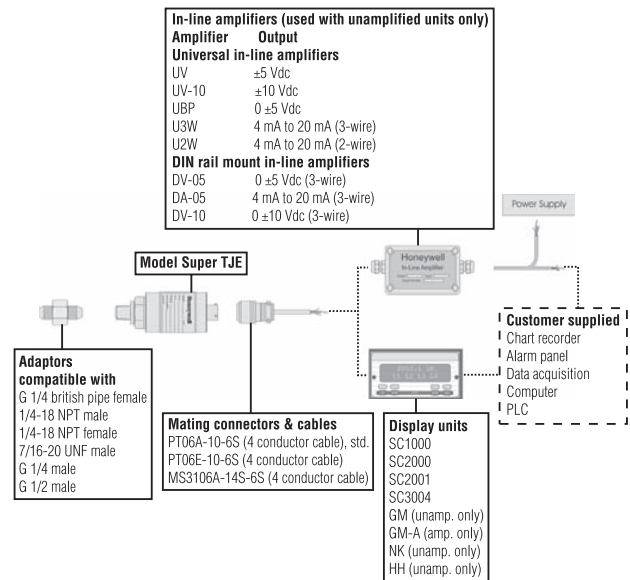 In-line amplifiers (used with unamplified units only)
Amplifier Output
Universal in-line amplifiers
UV ±5 Vdc
UV-10 ±10 Vdc
UBP 0 ±5 Vdc
U3W 4 mA to 20 mA (3-wire)
U2W 4 mA to 20 mA (2-wire)
DIN rail mount in-line amplifiers
DV-05 0 ±5 Vdc (3-wire)
DA-05 4 mA to 20 mA (3-wire)
DV-10 0 ±10 Vdc (3-wire)
Power Supply
Model Super TJE
Honeywell
In-Line Amplifier
Honeywell
Customer supplied
Chart recorder
Alarm panel
Data acquisition
Computer
PLC
Adaptors
compatible with
G 1/4 british pipe female
1/4-18 NPT male
1/4-18 NPT female
7/16-20 UNF male
G 1/4 male
G 1/2 male
Mating connectors & cables
PT06A-10-6S (4 conductor cable), std.
PT06E-10-6S (4 conductor cable)
MS3106A-14S-6S (4 conductor cable)
Display units
SC1000
SC2000
SC2001
SC3004
GM (unamp. only)
GM-A (amp. only)
NK (unamp. only)
HH (unamp. only)